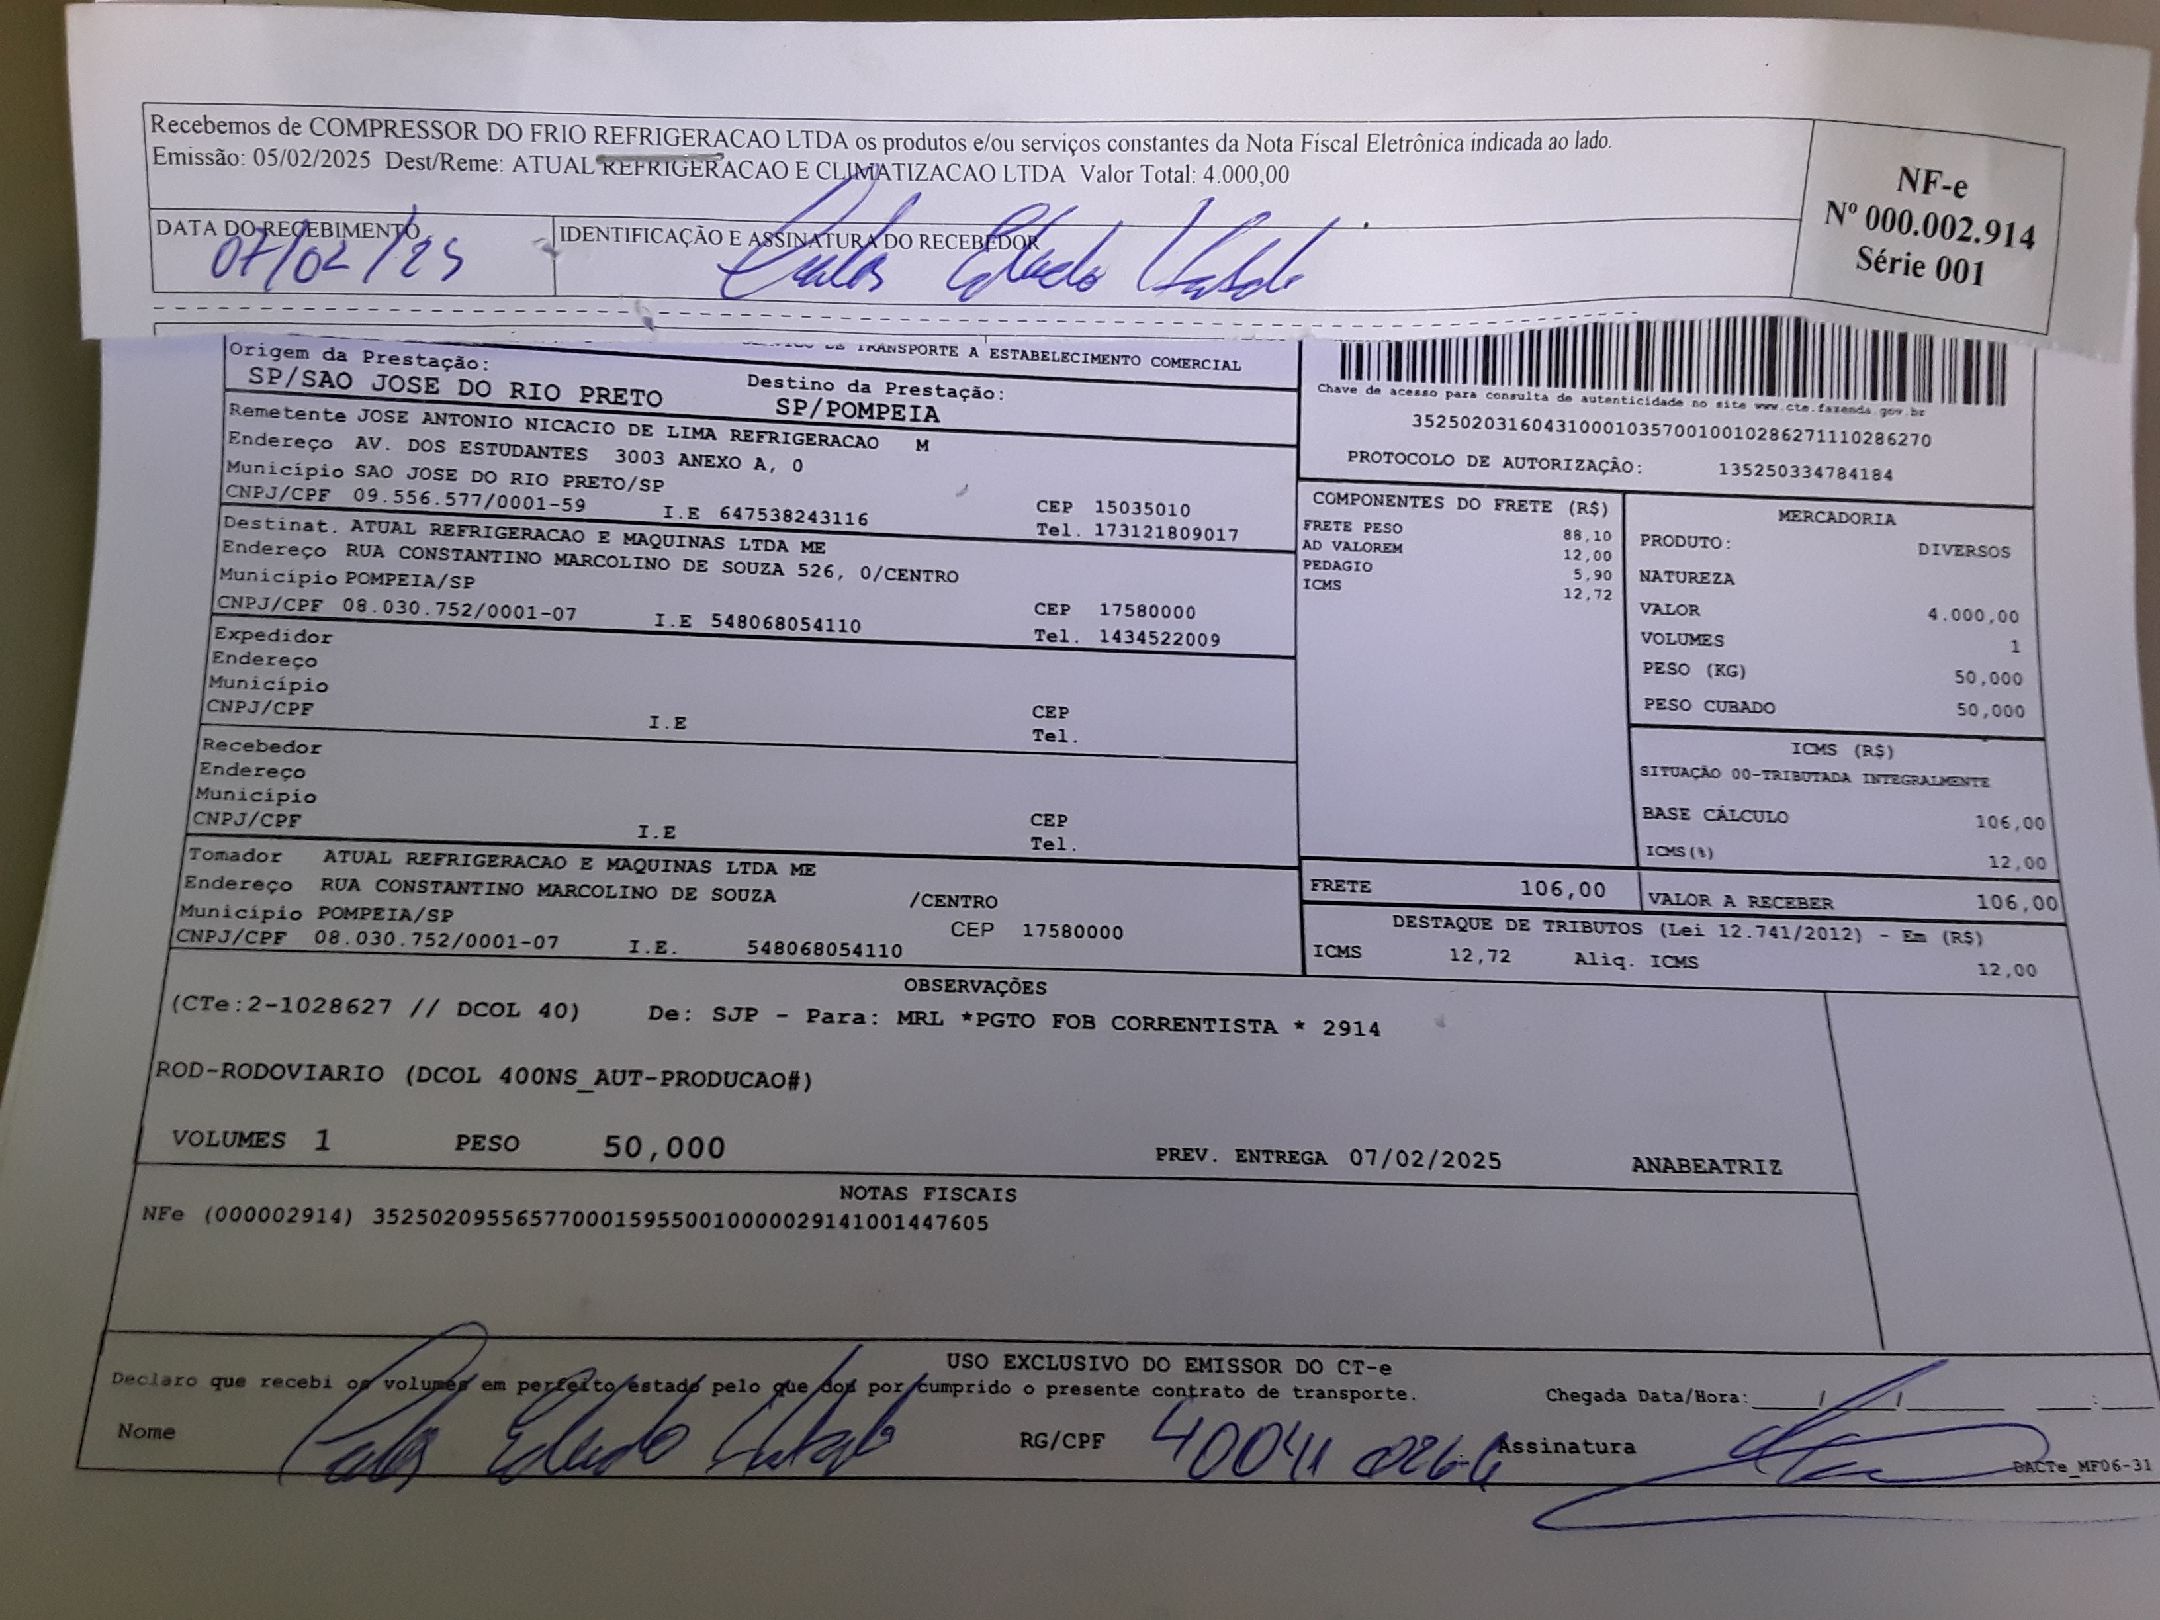 Recebemos de COMPRESSOR DO FRIO REFRIGERACAO LTDA os produtos e/ou serviços constantes da Nota Fiscal Eletrônica indicada ao lado.
Emissão: 05/02/2025 Dest/Reme: ATUAL REFRIGERACAO E CLIMATIZACAO LTDA Valor Total: 4.000,00
NF-e
Nº 000.002.914
Série 001
DATA DO RECEBIMENTO
07/02/25
IDENTIFICAÇÃO E ASSINATURA DO RECEBEDOR
TRANSPORTE A ESTABELECIMENTO COMERCIAL
Origem da Prestação:
SP/SAO JOSE DO RIO PRETO
Destino da Prestação:
SP/POMPEIA
Remetente JOSE ANTONIO NICACIO DE LIMA REFRIGERACAO M
Endereço AV. DOS ESTUDANTES 3003 ANEXO A, 0
Município SAO JOSE DO RIO PRETO/SP
CEP 15035010
CNPJ/CPF 09.556.577/0001-59 I.E 647538243116 Tel. 173121809017
Destinat. ATUAL REFRIGERACAO E MAQUINAS LTDA ME
Endereço RUA CONSTANTINO MARCOLINO DE SOUZA 526, 0/CENTRO
Município POMPEIA/SP
CEP 17580000
CNPJ/CPF 08.030.752/0001-07 I.E 548068054110 Tel. 1434522009
Expedidor
Endereço
Município
CEP
CNPJ/CPF I.E Tel.
Recebedor
Endereço
Município
CEP
CNPJ/CPF I.E Tel.
Tomador ATUAL REFRIGERACAO E MAQUINAS LTDA ME
Endereço RUA CONSTANTINO MARCOLINO DE SOUZA /CENTRO
Município POMPEIA/SP CEP 17580000
CNPJ/CPF 08.030.752/0001-07 I.E. 548068054110
Chave de acesso para consulta de autenticidade no site www.cte.fazenda.gov.br
35250203160431000103570010010286271110286270
PROTOCOLO DE AUTORIZAÇÃO: 135250334784184
COMPONENTES DO FRETE (R$)
FRETE PESO 88,10
AD VALOREM 12,00
PEDAGIO 5,90
ICMS 12,72
MERCADORIA
PRODUTO: DIVERSOS
NATUREZA
VALOR 4.000,00
VOLUMES 1
PESO (KG) 50,000
PESO CUBADO 50,000
ICMS (R$)
SITUAÇÃO 00-TRIBUTADA INTEGRALMENTE
BASE CÁLCULO 106,00
ICMS(%) 12,00
FRETE 106,00 VALOR A RECEBER 106,00
DESTAQUE DE TRIBUTOS (Lei 12.741/2012) - Em (R$)
ICMS 12,72 Aliq. ICMS 12,00
OBSERVAÇÕES
(CTe:2-1028627 // DCOL 40) De: SJP - Para: MRL *PGTO FOB CORRENTISTA * 2914
ROD-RODOVIARIO (DCOL 400NS_AUT-PRODUCAO#)
VOLUMES 1 PESO 50,000 PREV. ENTREGA 07/02/2025 ANABEATRIZ
NOTAS FISCAIS
NFe (000002914) 35250209556577000159550010000029141001447605
USO EXCLUSIVO DO EMISSOR DO CT-e
Declaro que recebi os volumes em perfeito estado pelo que dou por cumprido o presente contrato de transporte.
Chegada Data/Hora: ____/____/____ ___:___
Nome RG/CPF Assinatura
DACTe_MF06-31